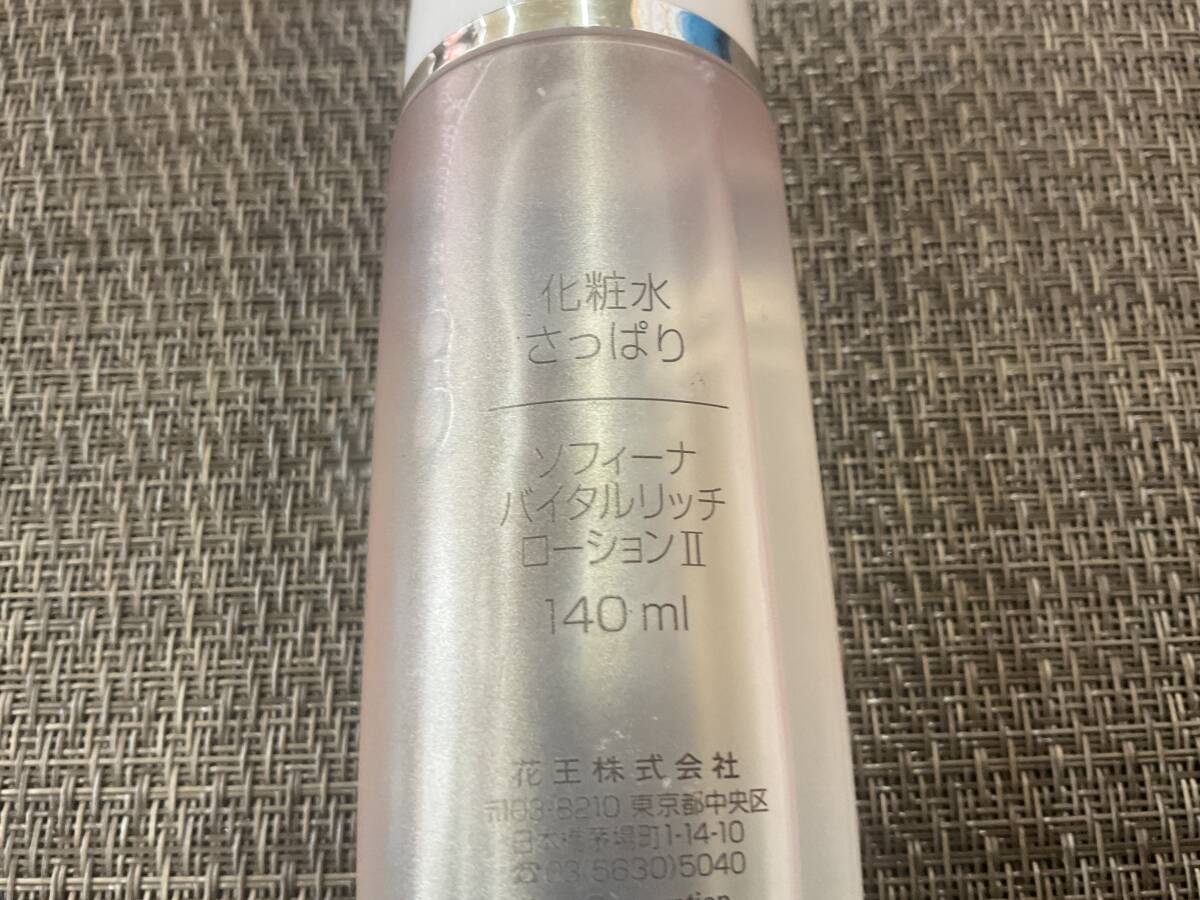 化粧水
さっぱり
ソフィーナ
バイタルリッチ
ローションⅡ
140 ml
花王株式会社
〒103-8210 東京都中央区
日本橋茅場町1-14-10
☎03(5630)5040